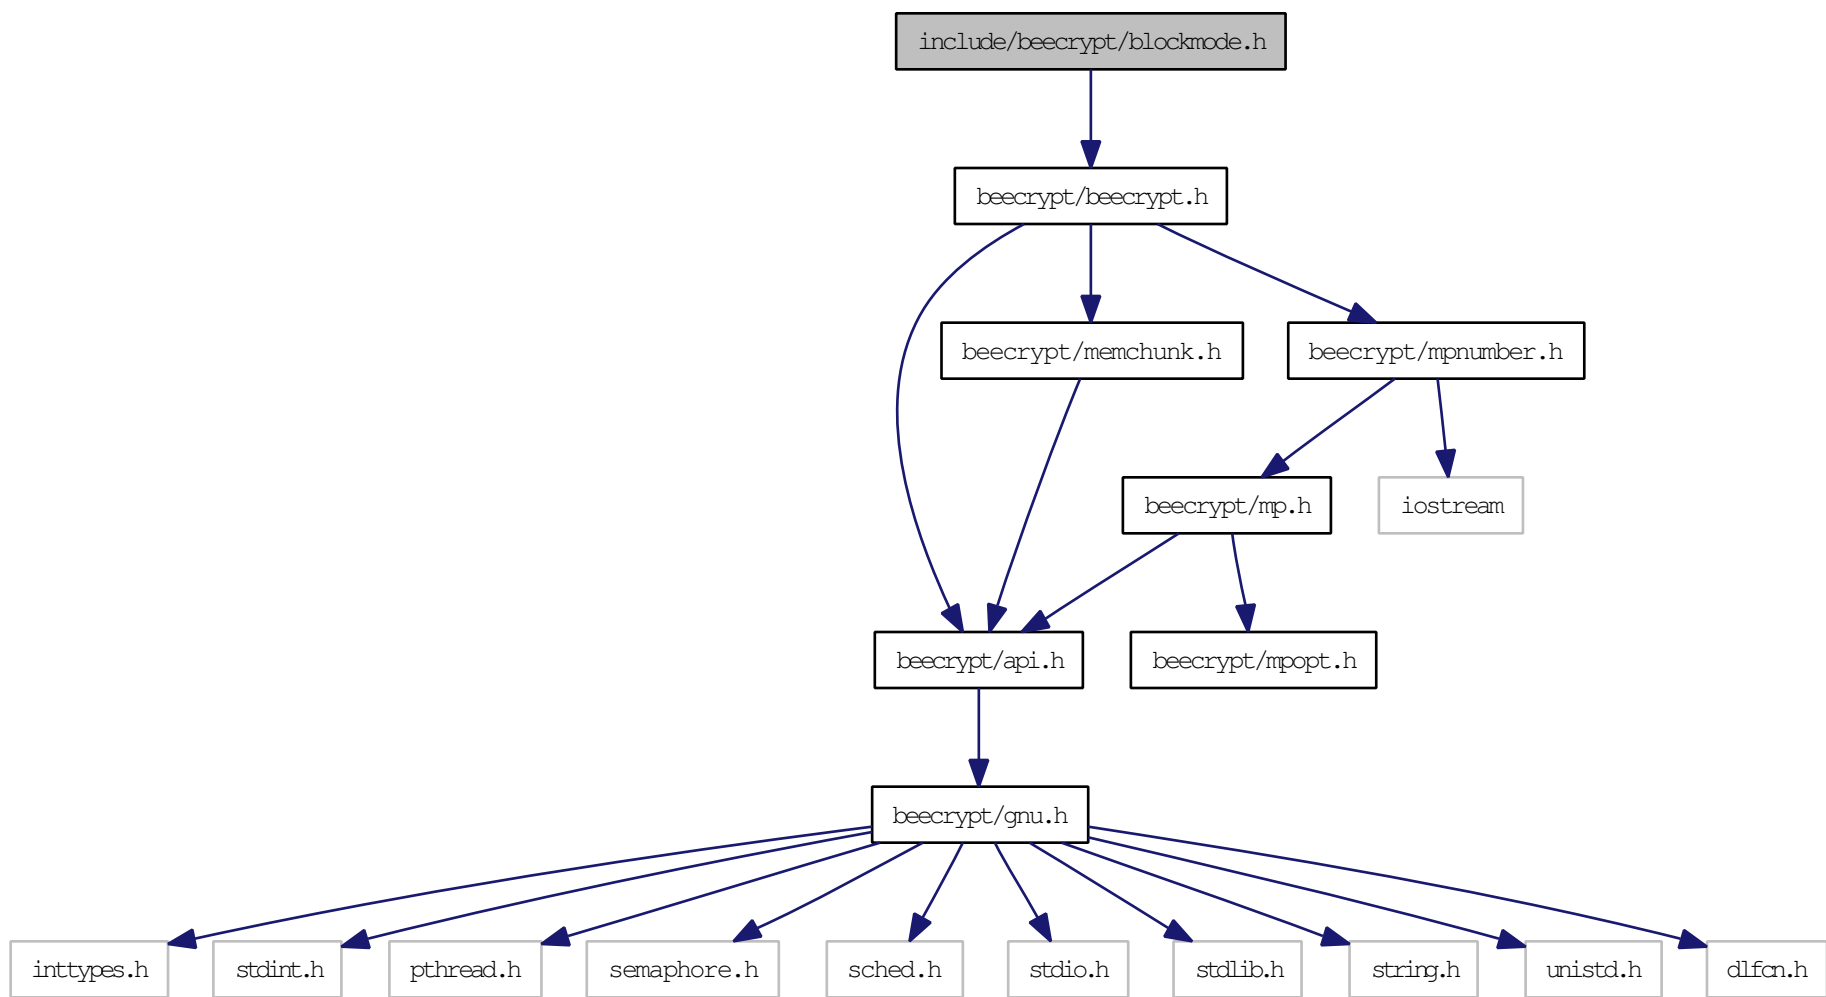 include/beecrypt/blockmode.h
beecrypt/beecrypt.h
beecrypt/memchunk.h
beecrypt/mpnumber.h
beecrypt/mp.h
iostream
beecrypt/api.h
beecrypt/mpopt.h
beecrypt/gnu.h
inttypes.h
stdint.h
pthread.h
semaphore.h
sched.h
stdio.h
stdlib.h
string.h
unistd.h
dlfcn.h